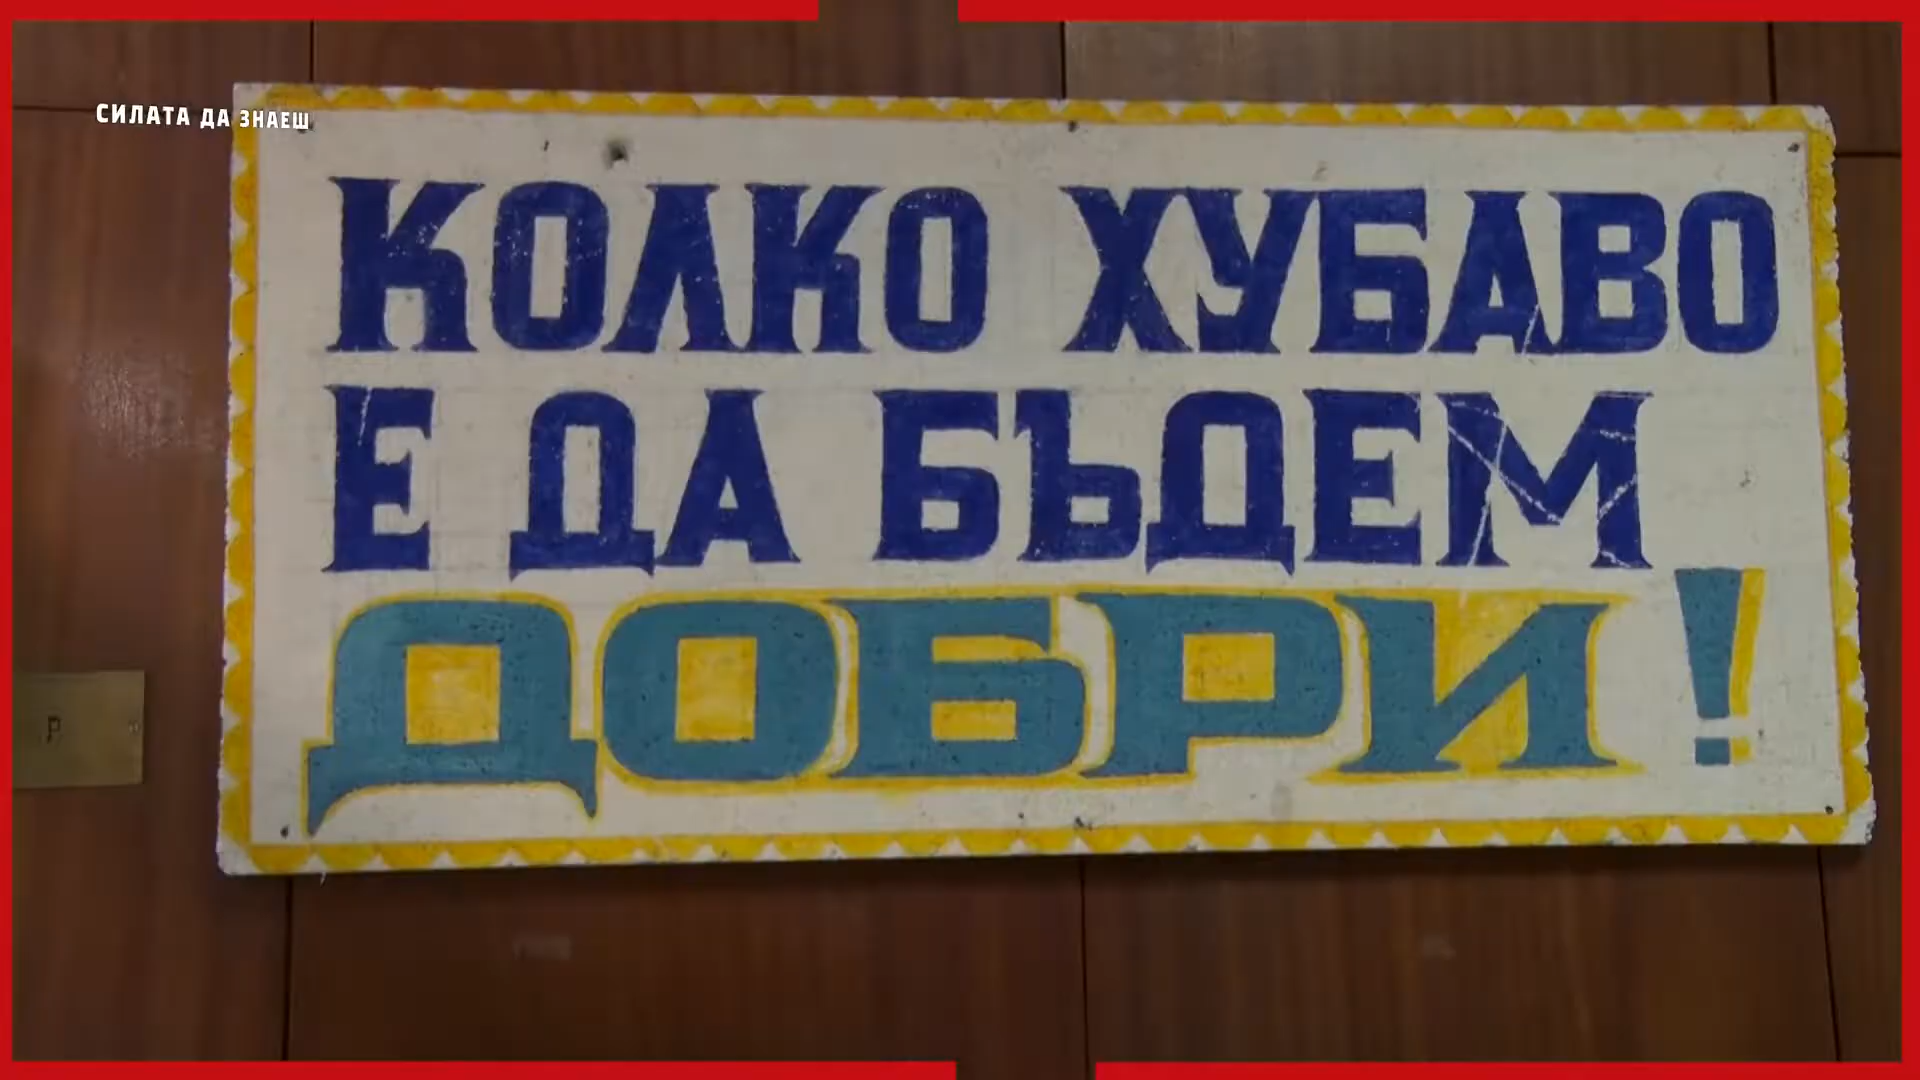 СИЛАТА ДА ЗНАЕШ
КОЛКО ХУБАВО
Е ДА БЪДЕМ
ДОБРИ!
Р